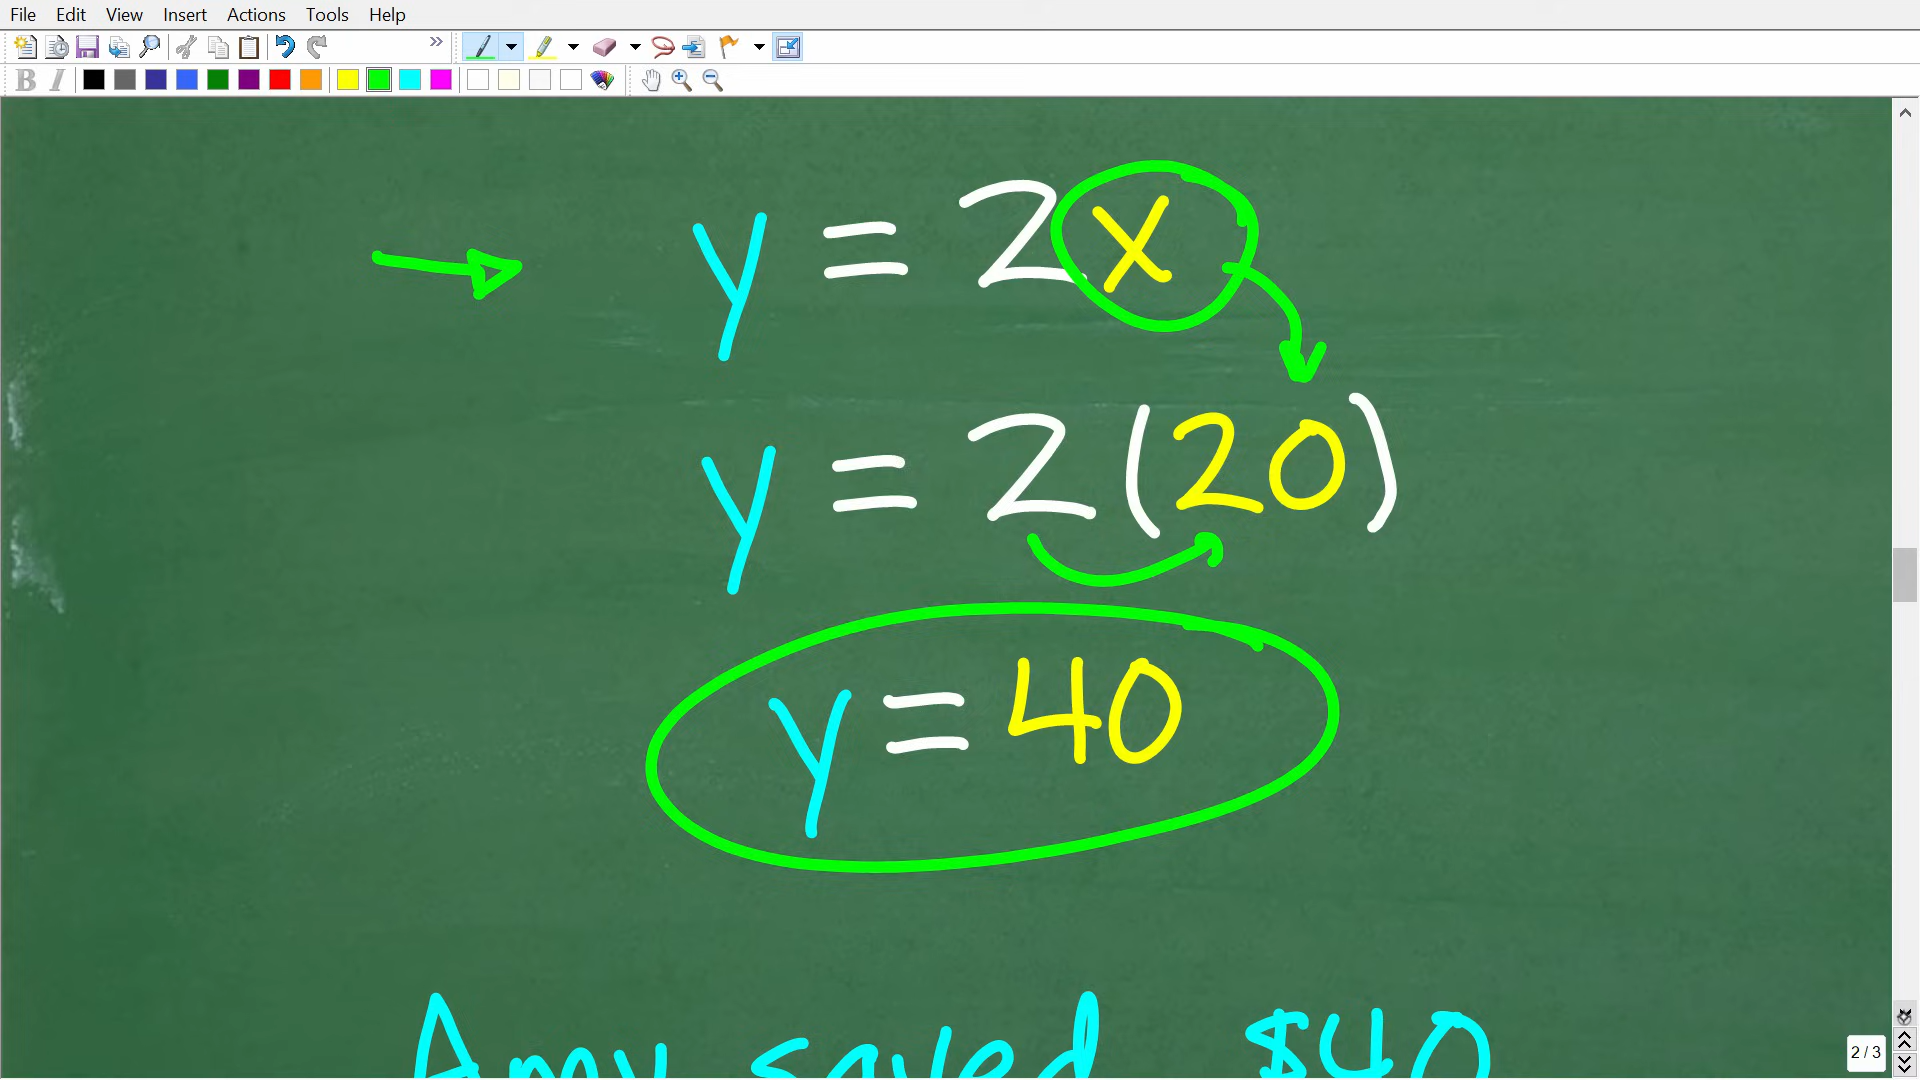 File Edit View Insert Actions Tools Help
B I
y = 2x
y = 2(20)
y = 40
Amy saved $40
2 / 3